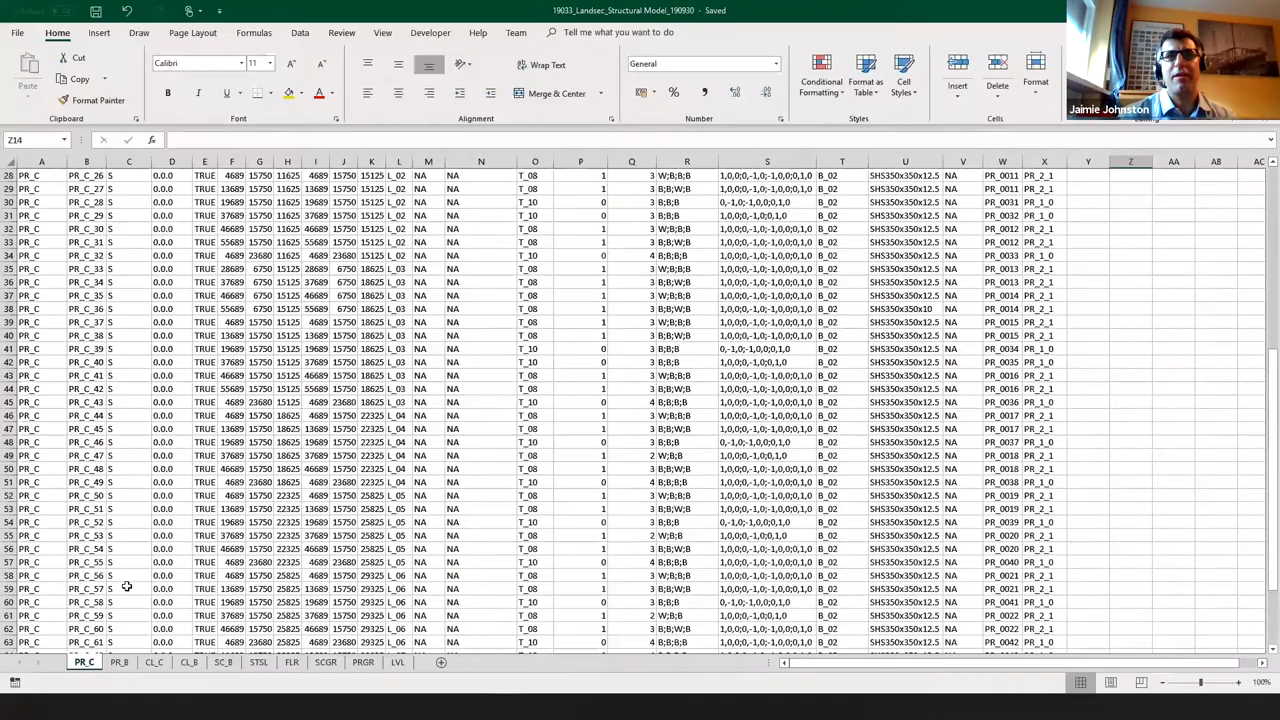 19033_Landsec_Structural Model_190930 - Saved
File Home Insert Draw Page Layout Formulas Data Review View Developer Help Team Tell me what you want to do
Paste Cut Copy Format Painter
Calibri 11 B I U A
Wrap Text Merge & Center
General %
Conditional Formatting Format as Table Cell Styles Insert Delete Format
Clipboard Font Alignment Number Styles Cells
Jaimie Johnston
Z14 fx
A B C D E F G H I J K L M N O P Q R S T U V W X Y Z AA AB AC
28 PR_C PR_C_26 S 0.0.0 TRUE 4689 15750 11625 4689 15750 15125 L_02 NA NA T_08 1 3 W;B;B;B 1,0,0;0,-1,0;-1,0,0;0,1,0 B_02 SHS350x350x12.5 NA PR_0011 PR_2_1
29 PR_C PR_C_27 S 0.0.0 TRUE 13689 15750 11625 13689 15750 15125 L_02 NA NA T_08 1 3 B;B;W;B 1,0,0;0,-1,0;-1,0,0;0,1,0 B_02 SHS350x350x12.5 NA PR_0011 PR_2_1
30 PR_C PR_C_28 S 0.0.0 TRUE 19689 15750 11625 19689 15750 15125 L_02 NA NA T_10 0 3 B;B;B 0,-1,0;-1,0,0;0,1,0 B_02 SHS350x350x12.5 NA PR_0031 PR_1_0
31 PR_C PR_C_29 S 0.0.0 TRUE 37689 15750 11625 37689 15750 15125 L_02 NA NA T_10 0 3 B;B;B 1,0,0;0,-1,0;0,1,0 B_02 SHS350x350x12.5 NA PR_0032 PR_1_0
32 PR_C PR_C_30 S 0.0.0 TRUE 46689 15750 11625 46689 15750 15125 L_02 NA NA T_08 1 3 W;B;B;B 1,0,0;0,-1,0;-1,0,0;0,1,0 B_02 SHS350x350x12.5 NA PR_0012 PR_2_1
33 PR_C PR_C_31 S 0.0.0 TRUE 55689 15750 11625 55689 15750 15125 L_02 NA NA T_08 1 3 B;B;W;B 1,0,0;0,-1,0;-1,0,0;0,1,0 B_02 SHS350x350x12.5 NA PR_0012 PR_2_1
34 PR_C PR_C_32 S 0.0.0 TRUE 4689 23680 11625 4689 23680 15125 L_02 NA NA T_10 0 4 B;B;B;B 1,0,0;0,-1,0;-1,0,0;0,1,0 B_02 SHS350x350x12.5 NA PR_0033 PR_1_0
35 PR_C PR_C_33 S 0.0.0 TRUE 28689 6750 15125 28689 6750 18625 L_03 NA NA T_08 1 3 W;B;B;B 1,0,0;0,-1,0;-1,0,0;0,1,0 B_02 SHS350x350x12.5 NA PR_0013 PR_2_1
36 PR_C PR_C_34 S 0.0.0 TRUE 37689 6750 15125 37689 6750 18625 L_03 NA NA T_08 1 3 B;B;W;B 1,0,0;0,-1,0;-1,0,0;0,1,0 B_02 SHS350x350x12.5 NA PR_0013 PR_2_1
37 PR_C PR_C_35 S 0.0.0 TRUE 46689 6750 15125 46689 6750 18625 L_03 NA NA T_08 1 3 W;B;B;B 1,0,0;0,-1,0;-1,0,0;0,1,0 B_02 SHS350x350x12.5 NA PR_0014 PR_2_1
38 PR_C PR_C_36 S 0.0.0 TRUE 55689 6750 15125 55689 6750 18625 L_03 NA NA T_08 1 3 B;B;W;B 1,0,0;0,-1,0;-1,0,0;0,1,0 B_02 SHS350x350x10 NA PR_0014 PR_2_1
39 PR_C PR_C_37 S 0.0.0 TRUE 4689 15750 15125 4689 15750 18625 L_03 NA NA T_08 1 3 W;B;B;B 1,0,0;0,-1,0;-1,0,0;0,1,0 B_02 SHS350x350x12.5 NA PR_0015 PR_2_1
40 PR_C PR_C_38 S 0.0.0 TRUE 13689 15750 15125 13689 15750 18625 L_03 NA NA T_08 1 3 B;B;W;B 1,0,0;0,-1,0;-1,0,0;0,1,0 B_02 SHS350x350x12.5 NA PR_0015 PR_2_1
41 PR_C PR_C_39 S 0.0.0 TRUE 19689 15750 15125 19689 15750 18625 L_03 NA NA T_10 0 3 B;B;B 0,-1,0;-1,0,0;0,1,0 B_02 SHS350x350x12.5 NA PR_0034 PR_1_0
42 PR_C PR_C_40 S 0.0.0 TRUE 37689 15750 15125 37689 15750 18625 L_03 NA NA T_10 0 3 B;B;B 1,0,0;0,-1,0;0,1,0 B_02 SHS350x350x12.5 NA PR_0035 PR_1_0
43 PR_C PR_C_41 S 0.0.0 TRUE 46689 15750 15125 46689 15750 18625 L_03 NA NA T_08 1 3 W;B;B;B 1,0,0;0,-1,0;-1,0,0;0,1,0 B_02 SHS350x350x12.5 NA PR_0016 PR_2_1
44 PR_C PR_C_42 S 0.0.0 TRUE 55689 15750 15125 55689 15750 18625 L_03 NA NA T_08 1 3 B;B;W;B 1,0,0;0,-1,0;-1,0,0;0,1,0 B_02 SHS350x350x12.5 NA PR_0016 PR_2_1
45 PR_C PR_C_43 S 0.0.0 TRUE 4689 23680 15125 4689 23680 18625 L_03 NA NA T_10 0 4 B;B;B;B 1,0,0;0,-1,0;-1,0,0;0,1,0 B_02 SHS350x350x12.5 NA PR_0036 PR_1_0
46 PR_C PR_C_44 S 0.0.0 TRUE 4689 15750 18625 4689 15750 22325 L_04 NA NA T_08 1 3 W;B;B;B 1,0,0;0,-1,0;-1,0,0;0,1,0 B_02 SHS350x350x12.5 NA PR_0017 PR_2_1
47 PR_C PR_C_45 S 0.0.0 TRUE 13689 15750 18625 13689 15750 22325 L_04 NA NA T_08 1 3 B;B;W;B 1,0,0;0,-1,0;-1,0,0;0,1,0 B_02 SHS350x350x12.5 NA PR_0017 PR_2_1
48 PR_C PR_C_46 S 0.0.0 TRUE 19689 15750 18625 19689 15750 22325 L_04 NA NA T_10 0 3 B;B;B 0,-1,0;-1,0,0;0,1,0 B_02 SHS350x350x12.5 NA PR_0037 PR_1_0
49 PR_C PR_C_47 S 0.0.0 TRUE 37689 15750 18625 37689 15750 22325 L_04 NA NA T_08 1 2 W;B;B 1,0,0;0,-1,0;0,1,0 B_02 SHS350x350x12.5 NA PR_0018 PR_2_1
50 PR_C PR_C_48 S 0.0.0 TRUE 46689 15750 18625 46689 15750 22325 L_04 NA NA T_08 1 3 B;B;W;B 1,0,0;0,-1,0;-1,0,0;0,1,0 B_02 SHS350x350x12.5 NA PR_0018 PR_2_1
51 PR_C PR_C_49 S 0.0.0 TRUE 4689 23680 18625 4689 23680 22325 L_04 NA NA T_10 0 4 B;B;B;B 1,0,0;0,-1,0;-1,0,0;0,1,0 B_02 SHS350x350x12.5 NA PR_0038 PR_1_0
52 PR_C PR_C_50 S 0.0.0 TRUE 4689 15750 22325 4689 15750 25825 L_05 NA NA T_08 1 3 W;B;B;B 1,0,0;0,-1,0;-1,0,0;0,1,0 B_02 SHS350x350x12.5 NA PR_0019 PR_2_1
53 PR_C PR_C_51 S 0.0.0 TRUE 13689 15750 22325 13689 15750 25825 L_05 NA NA T_08 1 3 B;B;W;B 1,0,0;0,-1,0;-1,0,0;0,1,0 B_02 SHS350x350x12.5 NA PR_0019 PR_2_1
54 PR_C PR_C_52 S 0.0.0 TRUE 19689 15750 22325 19689 15750 25825 L_05 NA NA T_10 0 3 B;B;B 0,-1,0;-1,0,0;0,1,0 B_02 SHS350x350x12.5 NA PR_0039 PR_1_0
55 PR_C PR_C_53 S 0.0.0 TRUE 37689 15750 22325 37689 15750 25825 L_05 NA NA T_08 1 2 W;B;B 1,0,0;0,-1,0;0,1,0 B_02 SHS350x350x12.5 NA PR_0020 PR_2_1
56 PR_C PR_C_54 S 0.0.0 TRUE 46689 15750 22325 46689 15750 25825 L_05 NA NA T_08 1 3 B;B;W;B 1,0,0;0,-1,0;-1,0,0;0,1,0 B_02 SHS350x350x12.5 NA PR_0020 PR_2_1
57 PR_C PR_C_55 S 0.0.0 TRUE 4689 23680 22325 4689 23680 25825 L_05 NA NA T_10 0 4 B;B;B;B 1,0,0;0,-1,0;-1,0,0;0,1,0 B_02 SHS350x350x12.5 NA PR_0040 PR_1_0
58 PR_C PR_C_56 S 0.0.0 TRUE 4689 15750 25825 4689 15750 29325 L_06 NA NA T_08 1 3 W;B;B;B 1,0,0;0,-1,0;-1,0,0;0,1,0 B_02 SHS350x350x12.5 NA PR_0021 PR_2_1
59 PR_C PR_C_57 S 0.0.0 TRUE 13689 15750 25825 13689 15750 29325 L_06 NA NA T_08 1 3 B;B;W;B 1,0,0;0,-1,0;-1,0,0;0,1,0 B_02 SHS350x350x12.5 NA PR_0021 PR_2_1
60 PR_C PR_C_58 S 0.0.0 TRUE 19689 15750 25825 19689 15750 29325 L_06 NA NA T_10 0 3 B;B;B 0,-1,0;-1,0,0;0,1,0 B_02 SHS350x350x12.5 NA PR_0041 PR_1_0
61 PR_C PR_C_59 S 0.0.0 TRUE 37689 15750 25825 37689 15750 29325 L_06 NA NA T_08 1 2 W;B;B 1,0,0;0,-1,0;0,1,0 B_02 SHS350x350x12.5 NA PR_0022 PR_2_1
62 PR_C PR_C_60 S 0.0.0 TRUE 46689 15750 25825 46689 15750 29325 L_06 NA NA T_08 1 3 B;B;W;B 1,0,0;0,-1,0;-1,0,0;0,1,0 B_02 SHS350x350x12.5 NA PR_0022 PR_2_1
63 PR_C PR_C_61 S 0.0.0 TRUE 4689 23680 25825 4689 23680 29325 L_06 NA NA T_10 0 4 B;B;B;B 1,0,0;0,-1,0;-1,0,0;0,1,0 B_02 SHS350x350x12.5 NA PR_0042 PR_1_0
PR_C PR_B CL_C CL_B SC_B STSL FLR SCGR PRGR LVL
100%